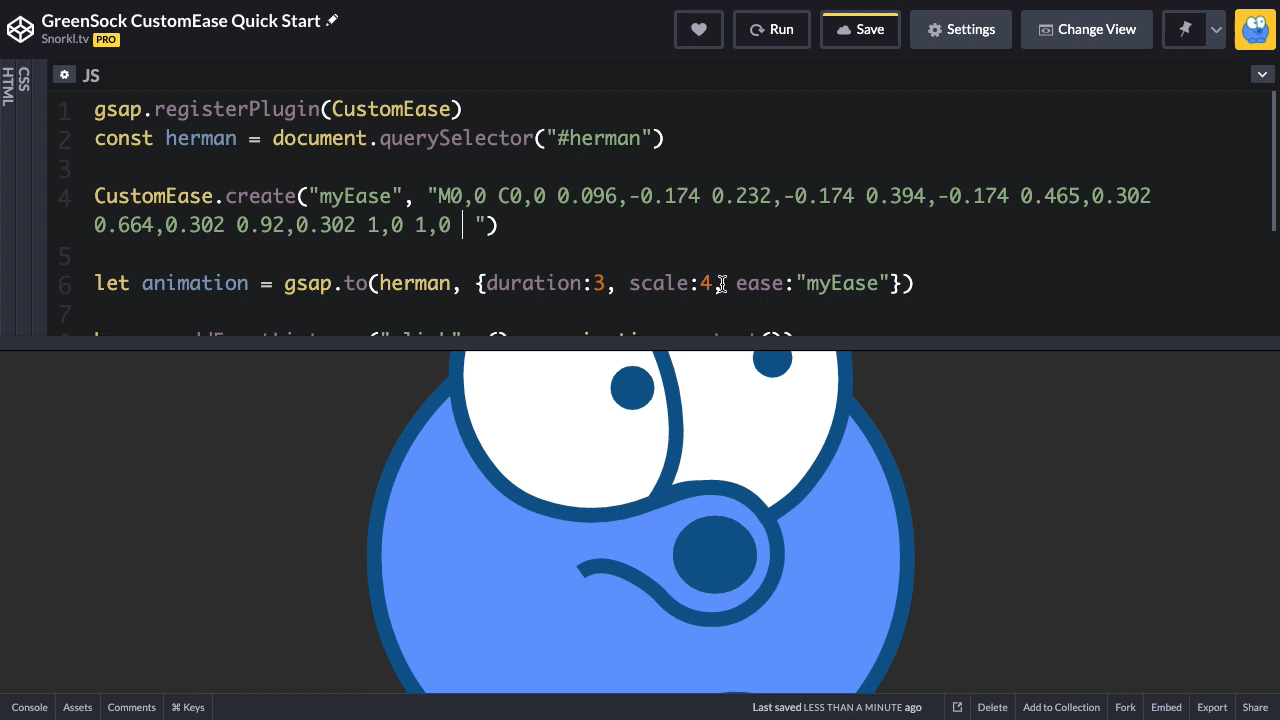 GreenSock CustomEase Quick Start
Snorkl.tv PRO
Run
Save
Settings
Change View
HTML
CSS
JS
1 gsap.registerPlugin(CustomEase)
2 const herman = document.querySelector("#herman")
3
4 CustomEase.create("myEase", "M0,0 C0,0 0.096,-0.174 0.232,-0.174 0.394,-0.174 0.465,0.302
0.664,0.302 0.92,0.302 1,0 1,0 ")
5
6 let animation = gsap.to(herman, {duration:3, scale:4, ease:"myEase"})
7
Console Assets Comments ⌘ Keys Last saved LESS THAN A MINUTE ago Delete Add to Collection Fork Embed Export Share